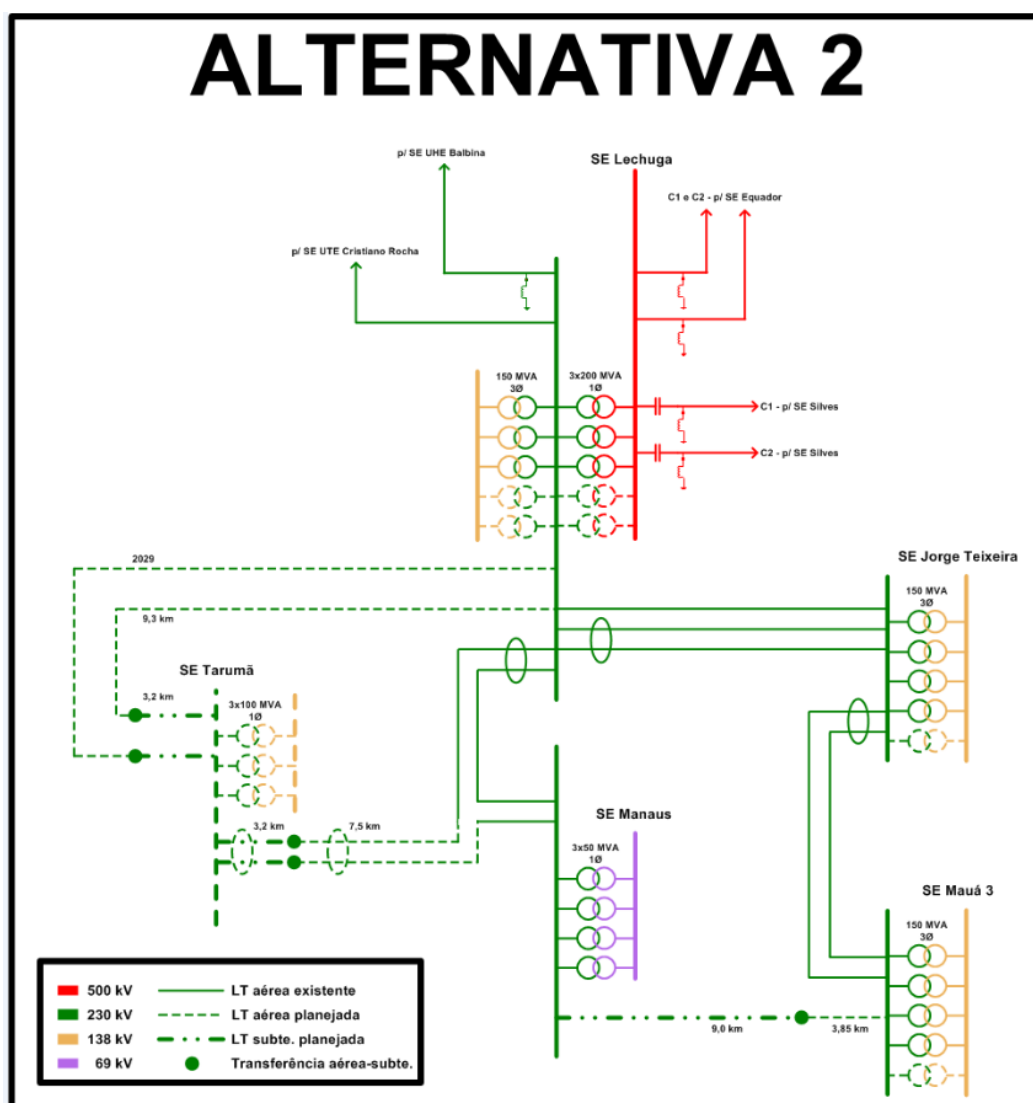 ALTERNATIVA 2
p/ SE UHE Balbina
SE Lechuga
C1 e C2 - p/ SE Equador
p/ SE UTE Cristiano Rocha
150 MVA
3Ø
3x200 MVA
1Ø
C1 - p/ SE Silves
C2 - p/ SE Silves
2029
SE Jorge Teixeira
150 MVA
3Ø
9,3 km
SE Tarumã
3,2 km
3x100 MVA
1Ø
3,2 km
7,5 km
SE Manaus
3x50 MVA
1Ø
SE Mauá 3
150 MVA
3Ø
9,0 km
3,85 km
500 kV
LT aérea existente
230 kV
LT aérea planejada
138 kV
LT subte. planejada
69 kV
Transferência aérea-subte.